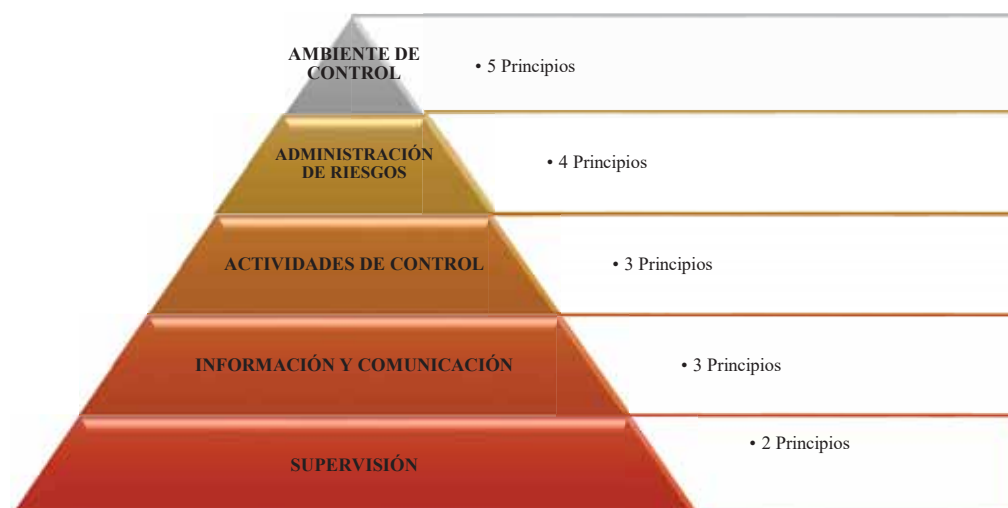 AMBIENTE DE
CONTROL
• 5 Principios
ADMINISTRACIÓN
DE RIESGOS
• 4 Principios
ACTIVIDADES DE CONTROL
• 3 Principios
INFORMACIÓN Y COMUNICACIÓN
• 3 Principios
SUPERVISIÓN
• 2 Principios